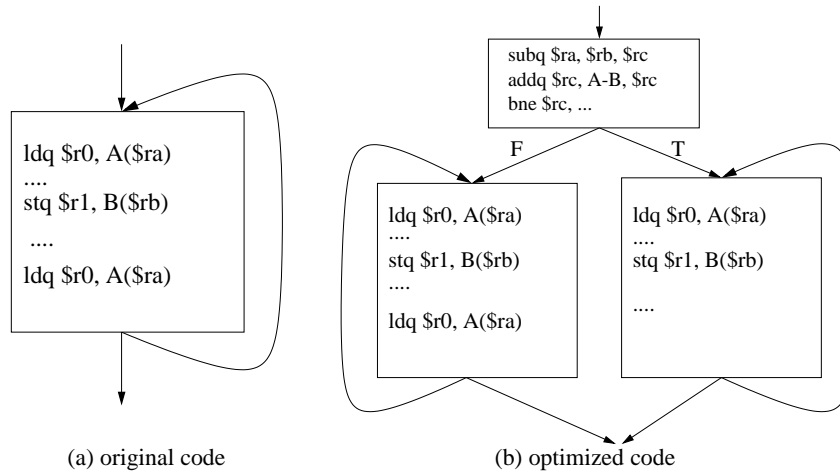 ldq $r0, A($ra)
....
stq $r1, B($rb)
....
ldq $r0, A($ra)
(a) original code
subq $ra, $rb, $rc
addq $rc, A-B, $rc
bne $rc, ...
F
T
ldq $r0, A($ra)
....
stq $r1, B($rb)
....
ldq $r0, A($ra)
ldq $r0, A($ra)
....
stq $r1, B($rb)
....
(b) optimized code